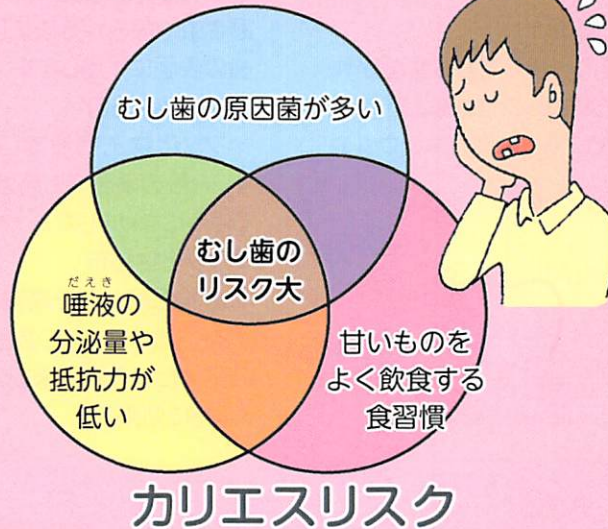 むし歯の原因菌が多い
むし歯の
リスク大
だえき
唾液の
分泌量や
抵抗力が
低い
甘いものを
よく飲食する
食習慣
カリエスリスク